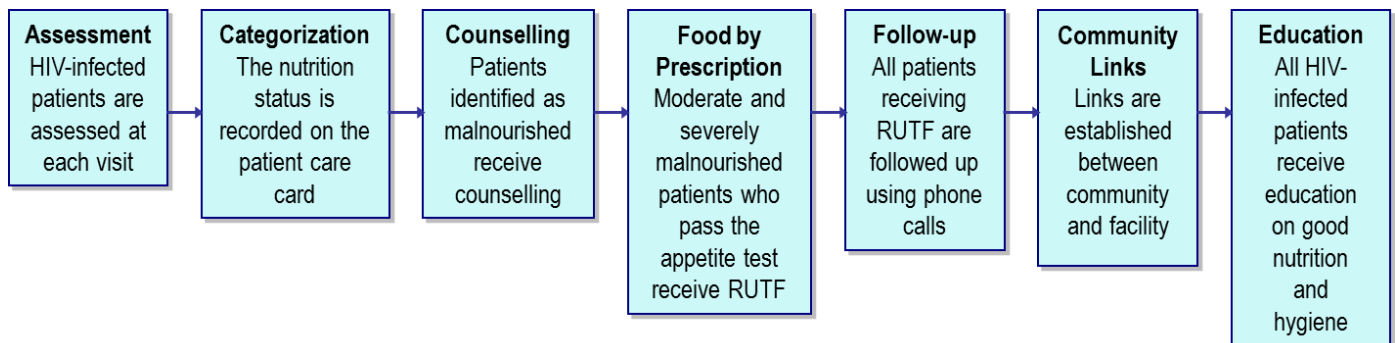 Assessment
HIV-infected
patients are
assessed at
each visit
Categorization
The nutrition
status is
recorded on the
patient care
card
Counselling
Patients
identified as
malnourished
receive
counselling
Food by
Prescription
Moderate and
severely
malnourished
patients who
pass the
appetite test
receive RUTF
Follow-up
All patients
receiving
RUTF are
followed up
using phone
calls
Community
Links
Links are
established
between
community
and facility
Education
All HIV-
infected
patients
receive
education
on good
nutrition
and
hygiene